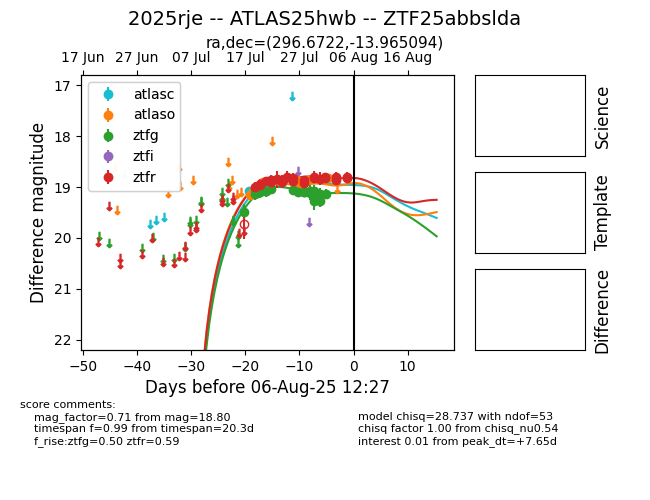 2025rje -- ATLAS25hwb -- ZTF25abbslda
ra,dec=(296.6722,-13.965094)
17 Jun 27 Jun 07 Jul 17 Jul 27 Jul 06 Aug 16 Aug
17
18
19
20
21
22
Difference magnitude
atlasc
atlaso
ztfg
ztfi
ztfr
−50 −40 −30 −20 −10 0 10
Days before 06-Aug-25 12:27
Science
Template
Difference
score comments:
mag_factor=0.71 from mag=18.80
timespan f=0.99 from timespan=20.3d
f_rise:ztfg=0.50 ztfr=0.59
model chisq=28.737 with ndof=53
chisq factor 1.00 from chisq_nu0.54
interest 0.01 from peak_dt=+7.65d